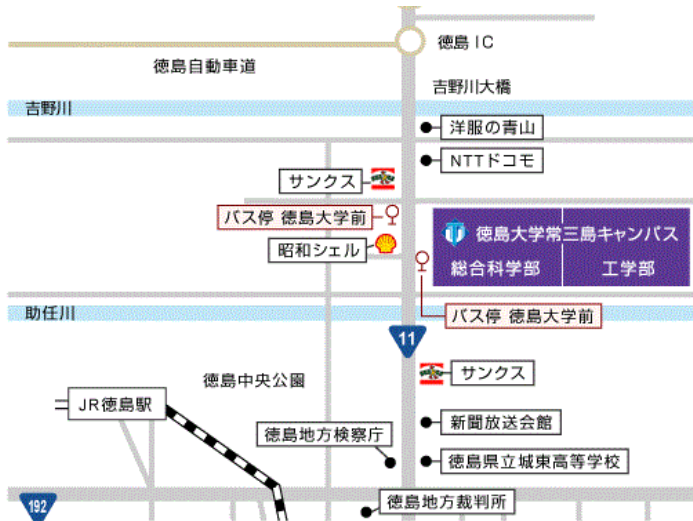 徳島IC
徳島自動車道
吉野川大橋
吉野川
洋服の青山
NTTドコモ
サンクス
バス停 徳島大学前
徳島大学常三島キャンパス
昭和シェル
総合科学部
工学部
助任川
バス停 徳島大学前
11
サンクス
徳島中央公園
JR徳島駅
新聞放送会館
徳島地方検察庁
徳島県立城東高等学校
192
徳島地方裁判所